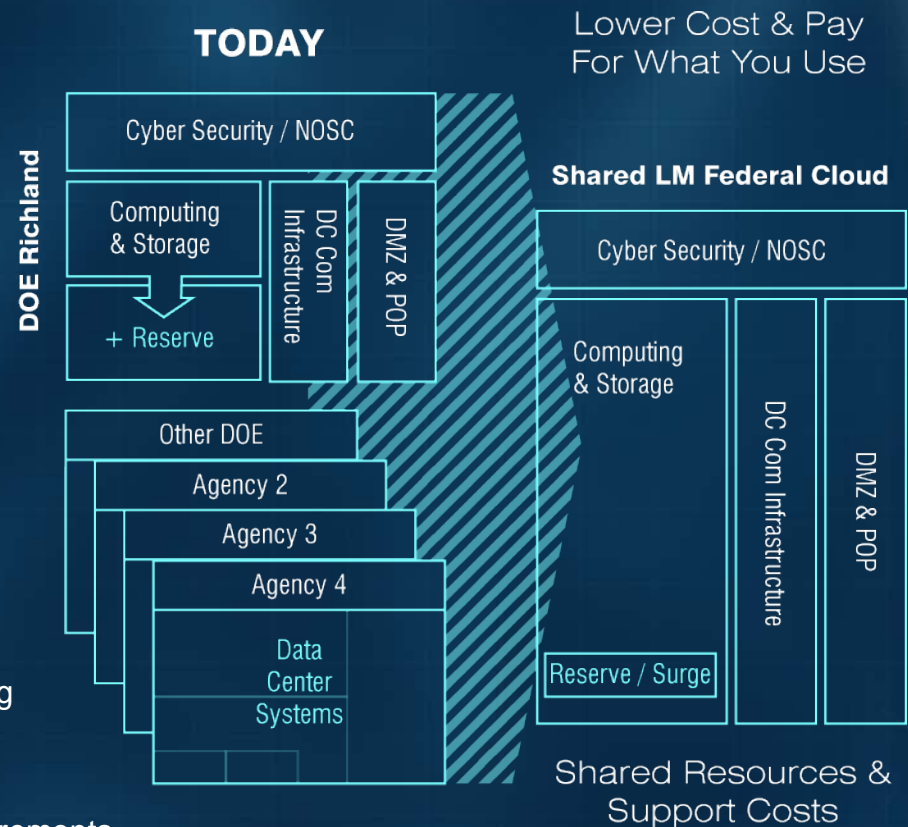 TODAY
Lower Cost & Pay
For What You Use
DOE Richland
Cyber Security / NOSC
Computing
& Storage
+ Reserve
DC Com
Infrastructure
DMZ & POP
Other DOE
Agency 2
Agency 3
Agency 4
Data
Center
Systems
Shared LM Federal Cloud
Cyber Security / NOSC
Computing
& Storage
Reserve / Surge
DC Com Infrastructure
DMZ & POP
Shared Resources &
Support Costs